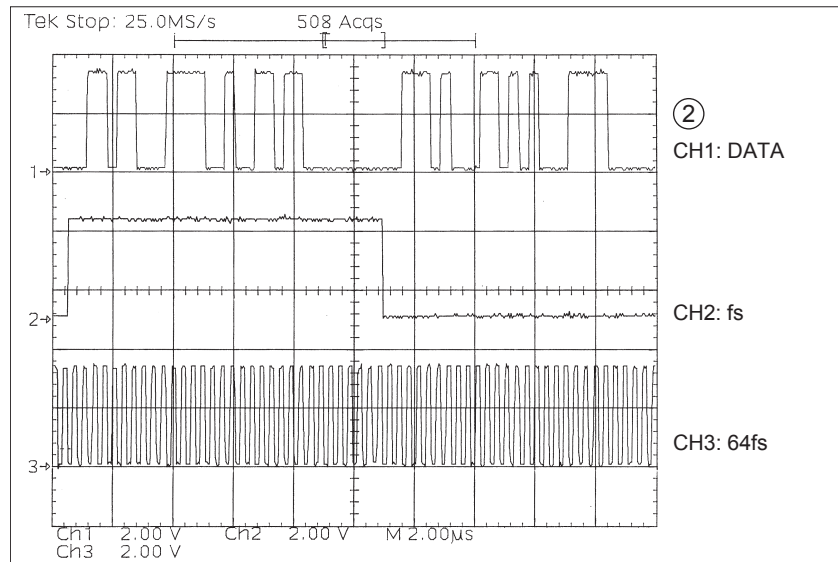 Tek Stop: 25.0MS/s 508 Acqs
2
CH1: DATA
1
CH2: fs
2
CH3: 64fs
3
Ch1 2.00 V Ch2 2.00 V M 2.00µs
Ch3 2.00 V